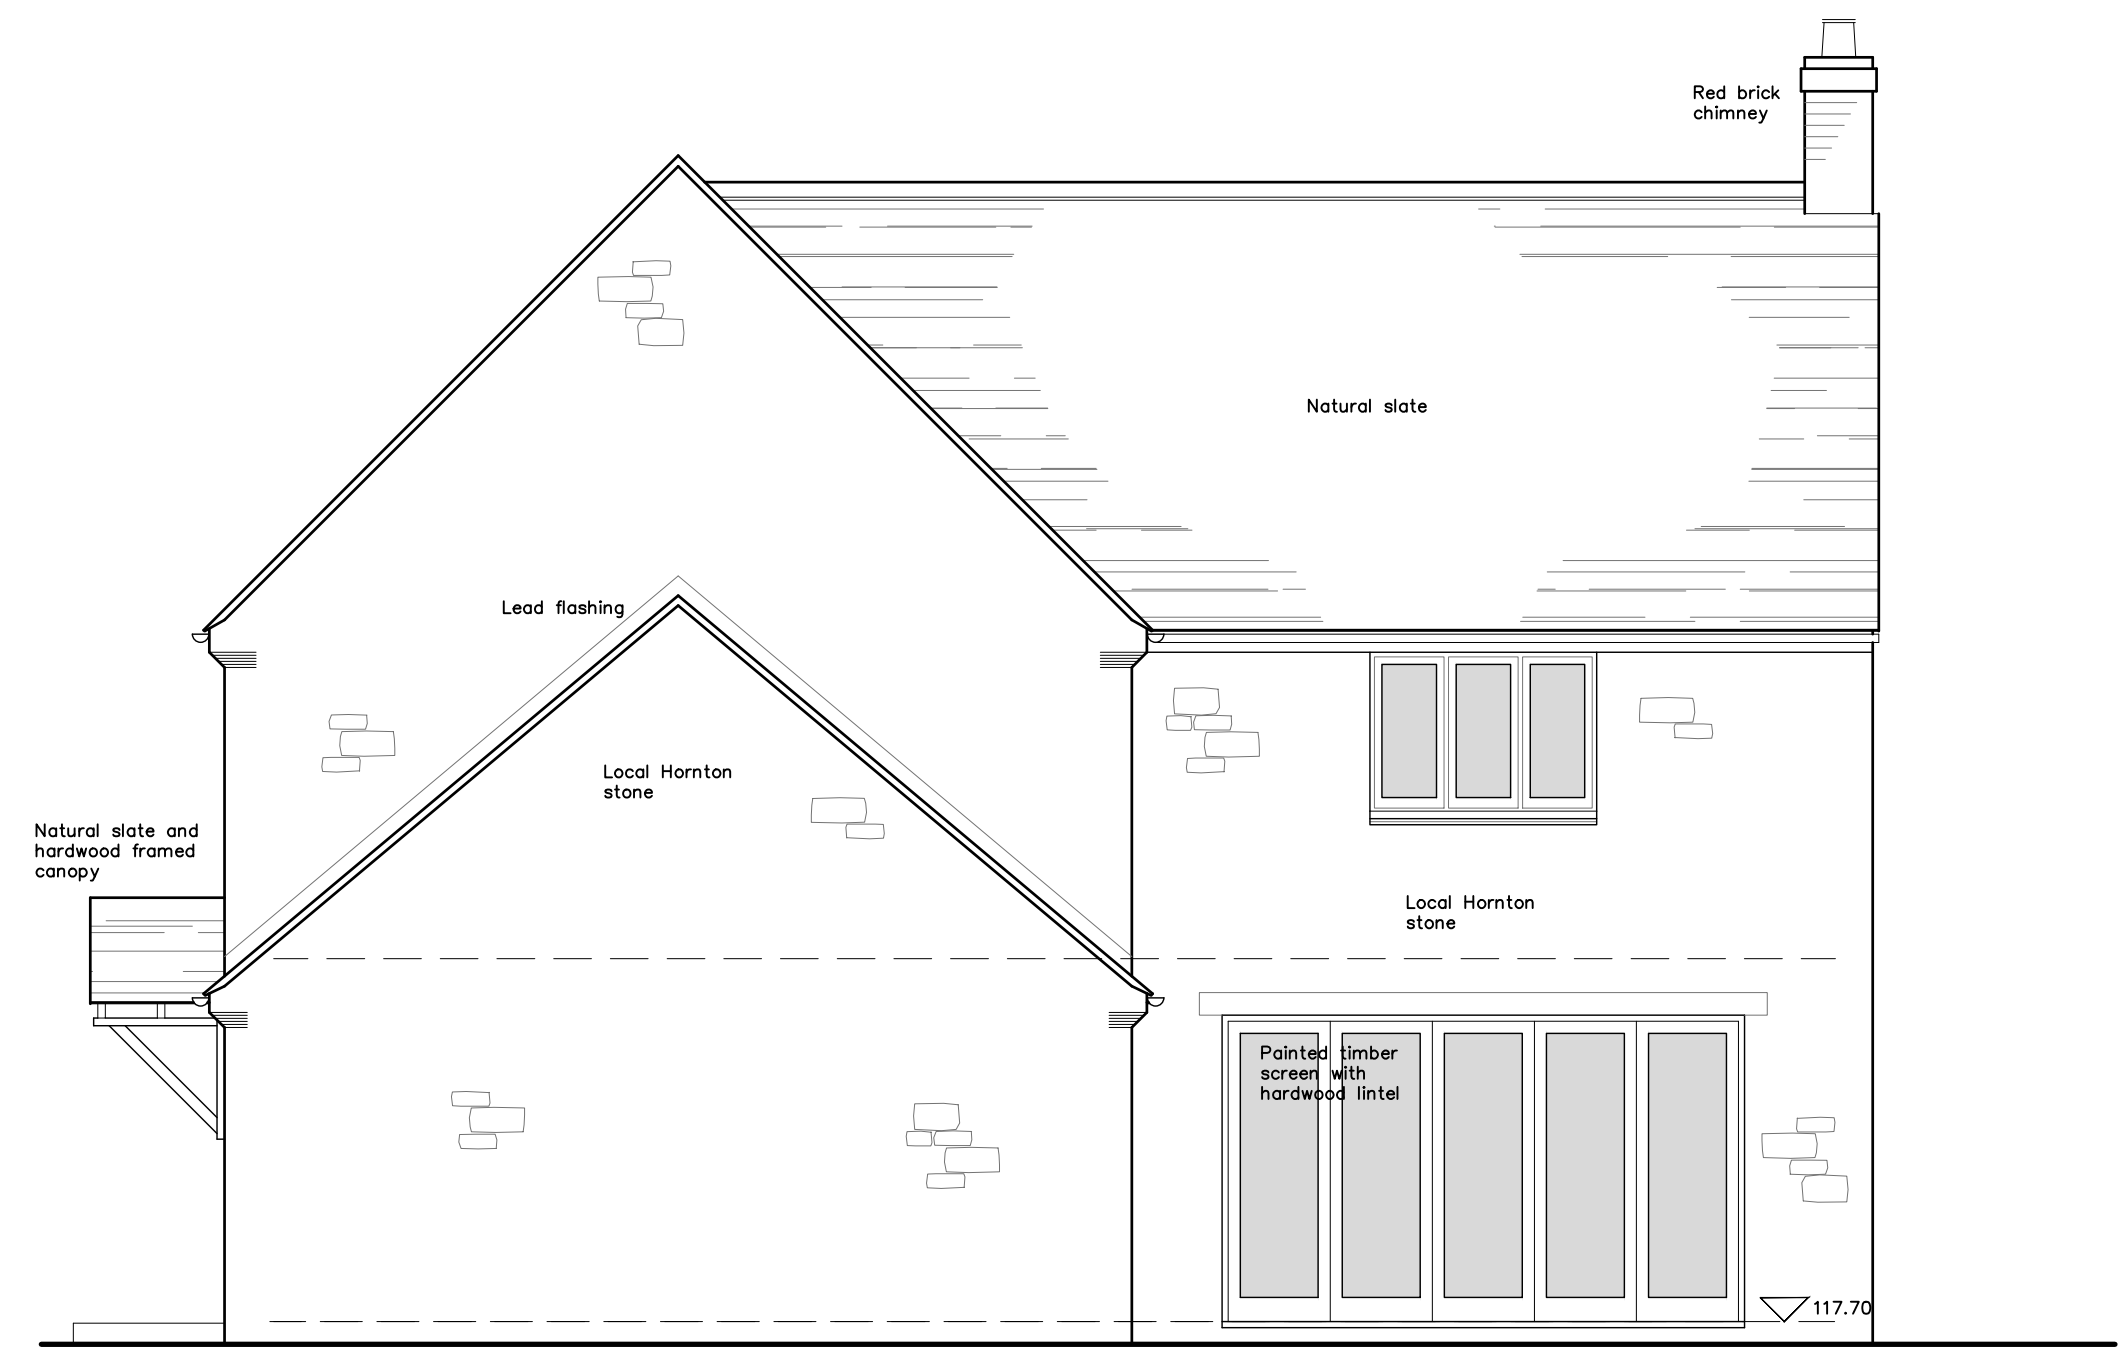 Red brick
chimney
Natural slate
Lead flashing
Local Hornton
stone
Natural slate and
hardwood framed
canopy
Local Hornton
stone
Painted timber
screen with
hardwood lintel
117.70